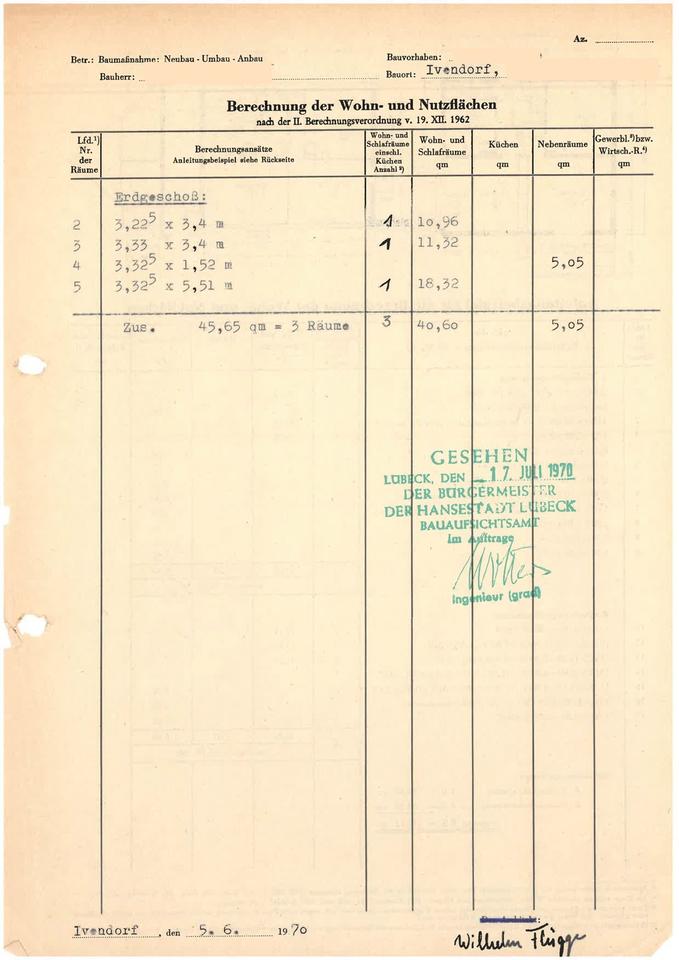 Az.
Betr.: Baumaßnahme: Neubau - Umbau - Anbau
Bauvorhaben:
Bauherr:
Bauort: Ivendorf,
Berechnung der Wohn- und Nutzflächen
nach der II. Berechnungsverordnung v. 19. XII. 1962
Lfd.¹) Nr. der Räume
Berechnungsansätze Anleitungsbeispiel siehe Rückseite
Wohn- und Schlafräume einschl. Küchen Anzahl ²)
Wohn- und Schlafräume qm
Küchen qm
Nebenräume qm
Gewerbl.³) bzw. Wirtsch.-R.⁴) qm
Erdgeschoß:
2 3,22⁵ x 3,4 m 1 10,96
3 3,33 x 3,4 m 1 11,32
4 3,32⁵ x 1,52 m 5,05
5 3,32⁵ x 5,51 m 1 18,32
Zus. 45,65 qm = 3 Räume 3 40,60 5,05
GESEHEN
LÜBECK, DEN 17. JULI 1970
DER BÜRGERMEISTER
DER HANSESTADT LÜBECK
BAUAUFSICHTSAMT
Im Auftrage
Ingenieur (grad)
Der Architekt:
Ivendorf, den 5. 6. 1970
Wilhelm Flügge